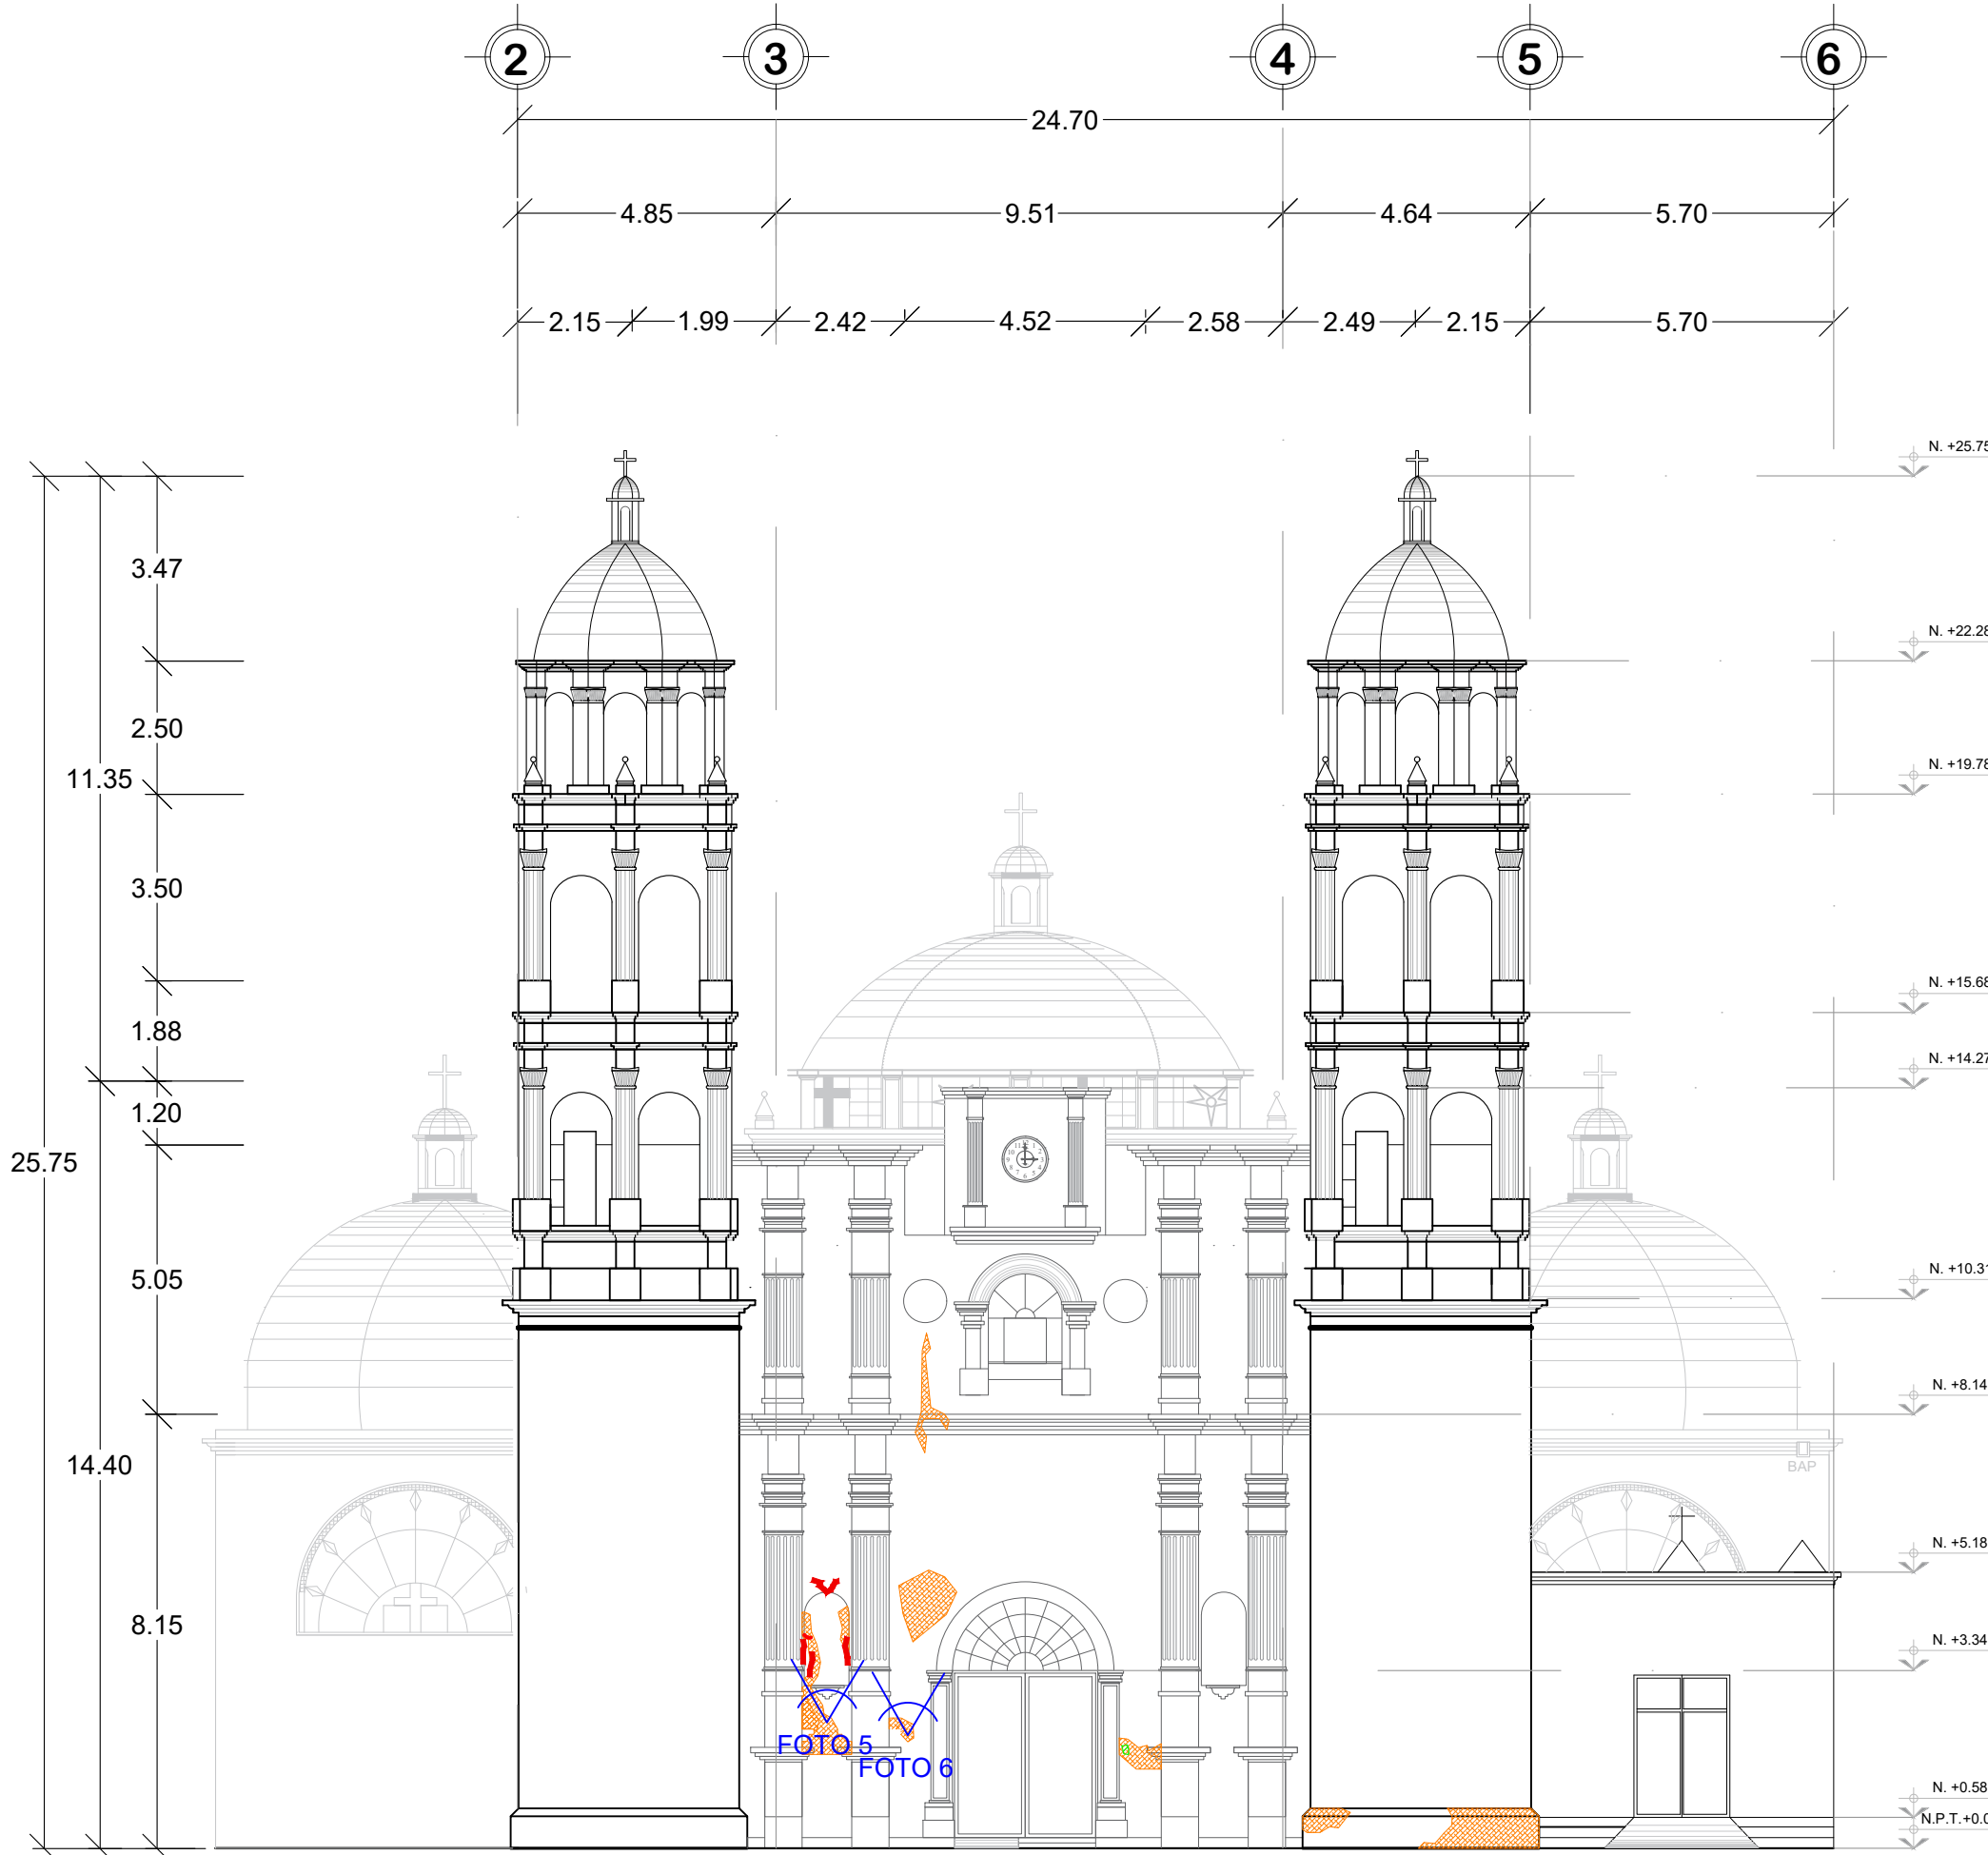 2 3 4 5 6
24.70
4.85 9.51 4.64 5.70
2.15 1.99 2.42 4.52 2.58 2.49 2.15 5.70
N. +25.75
3.47
N. +22.28
2.50
N. +19.78
11.35
3.50
N. +15.68
1.88
N. +14.27
1.20
25.75
5.05
N. +10.31
N. +8.14
14.40
BAP
N. +5.18
8.15
N. +3.34
FOTO 5
FOTO 6
N. +0.58
N.P.T.+0.0